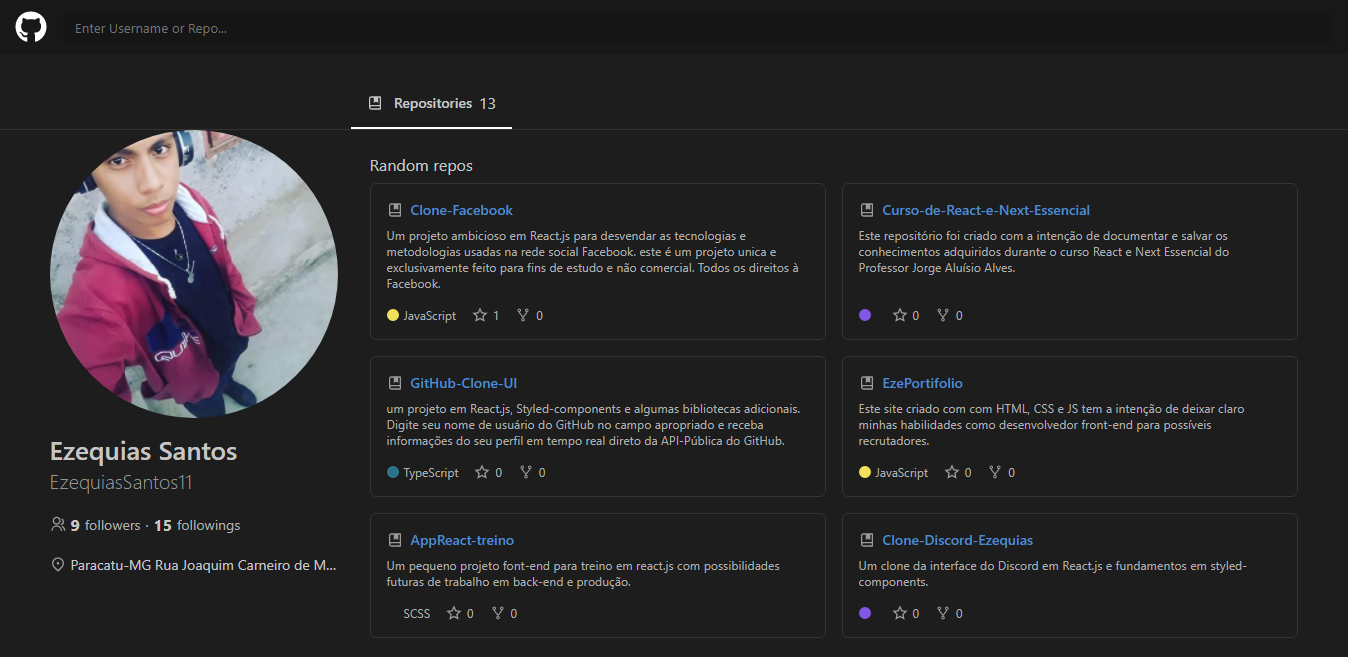 Enter Username or Repo...
Repositories 13
Random repos
Clone-Facebook
Um projeto ambicioso em React.js para desvendar as tecnologias e
metodologias usadas na rede social Facebook. este é um projeto unica e
exclusivamente feito para fins de estudo e não comercial. Todos os direitos à
Facebook.
JavaScript 1 0
Curso-de-React-e-Next-Essencial
Este repositório foi criado com a intenção de documentar e salvar os
conhecimentos adquiridos durante o curso React e Next Essencial do
Professor Jorge Aluísio Alves.
0 0
GitHub-Clone-UI
um projeto em React.js, Styled-components e algumas bibliotecas adicionais.
Digite seu nome de usuário do GitHub no campo apropriado e receba
informações do seu perfil em tempo real direto da API-Pública do GitHub.
TypeScript 0 0
EzePortifolio
Este site criado com com HTML, CSS e JS tem a intenção de deixar claro
minhas habilidades como desenvolvedor front-end para possíveis
recrutadores.
JavaScript 0 0
AppReact-treino
Um pequeno projeto font-end para treino em react.js com possibilidades
futuras de trabalho em back-end e produção.
SCSS 0 0
Clone-Discord-Ezequias
Um clone da interface do Discord em React.js e fundamentos em styled-
components.
0 0
Ezequias Santos
EzequiasSantos11
9 followers · 15 followings
Paracatu-MG Rua Joaquim Carneiro de M...